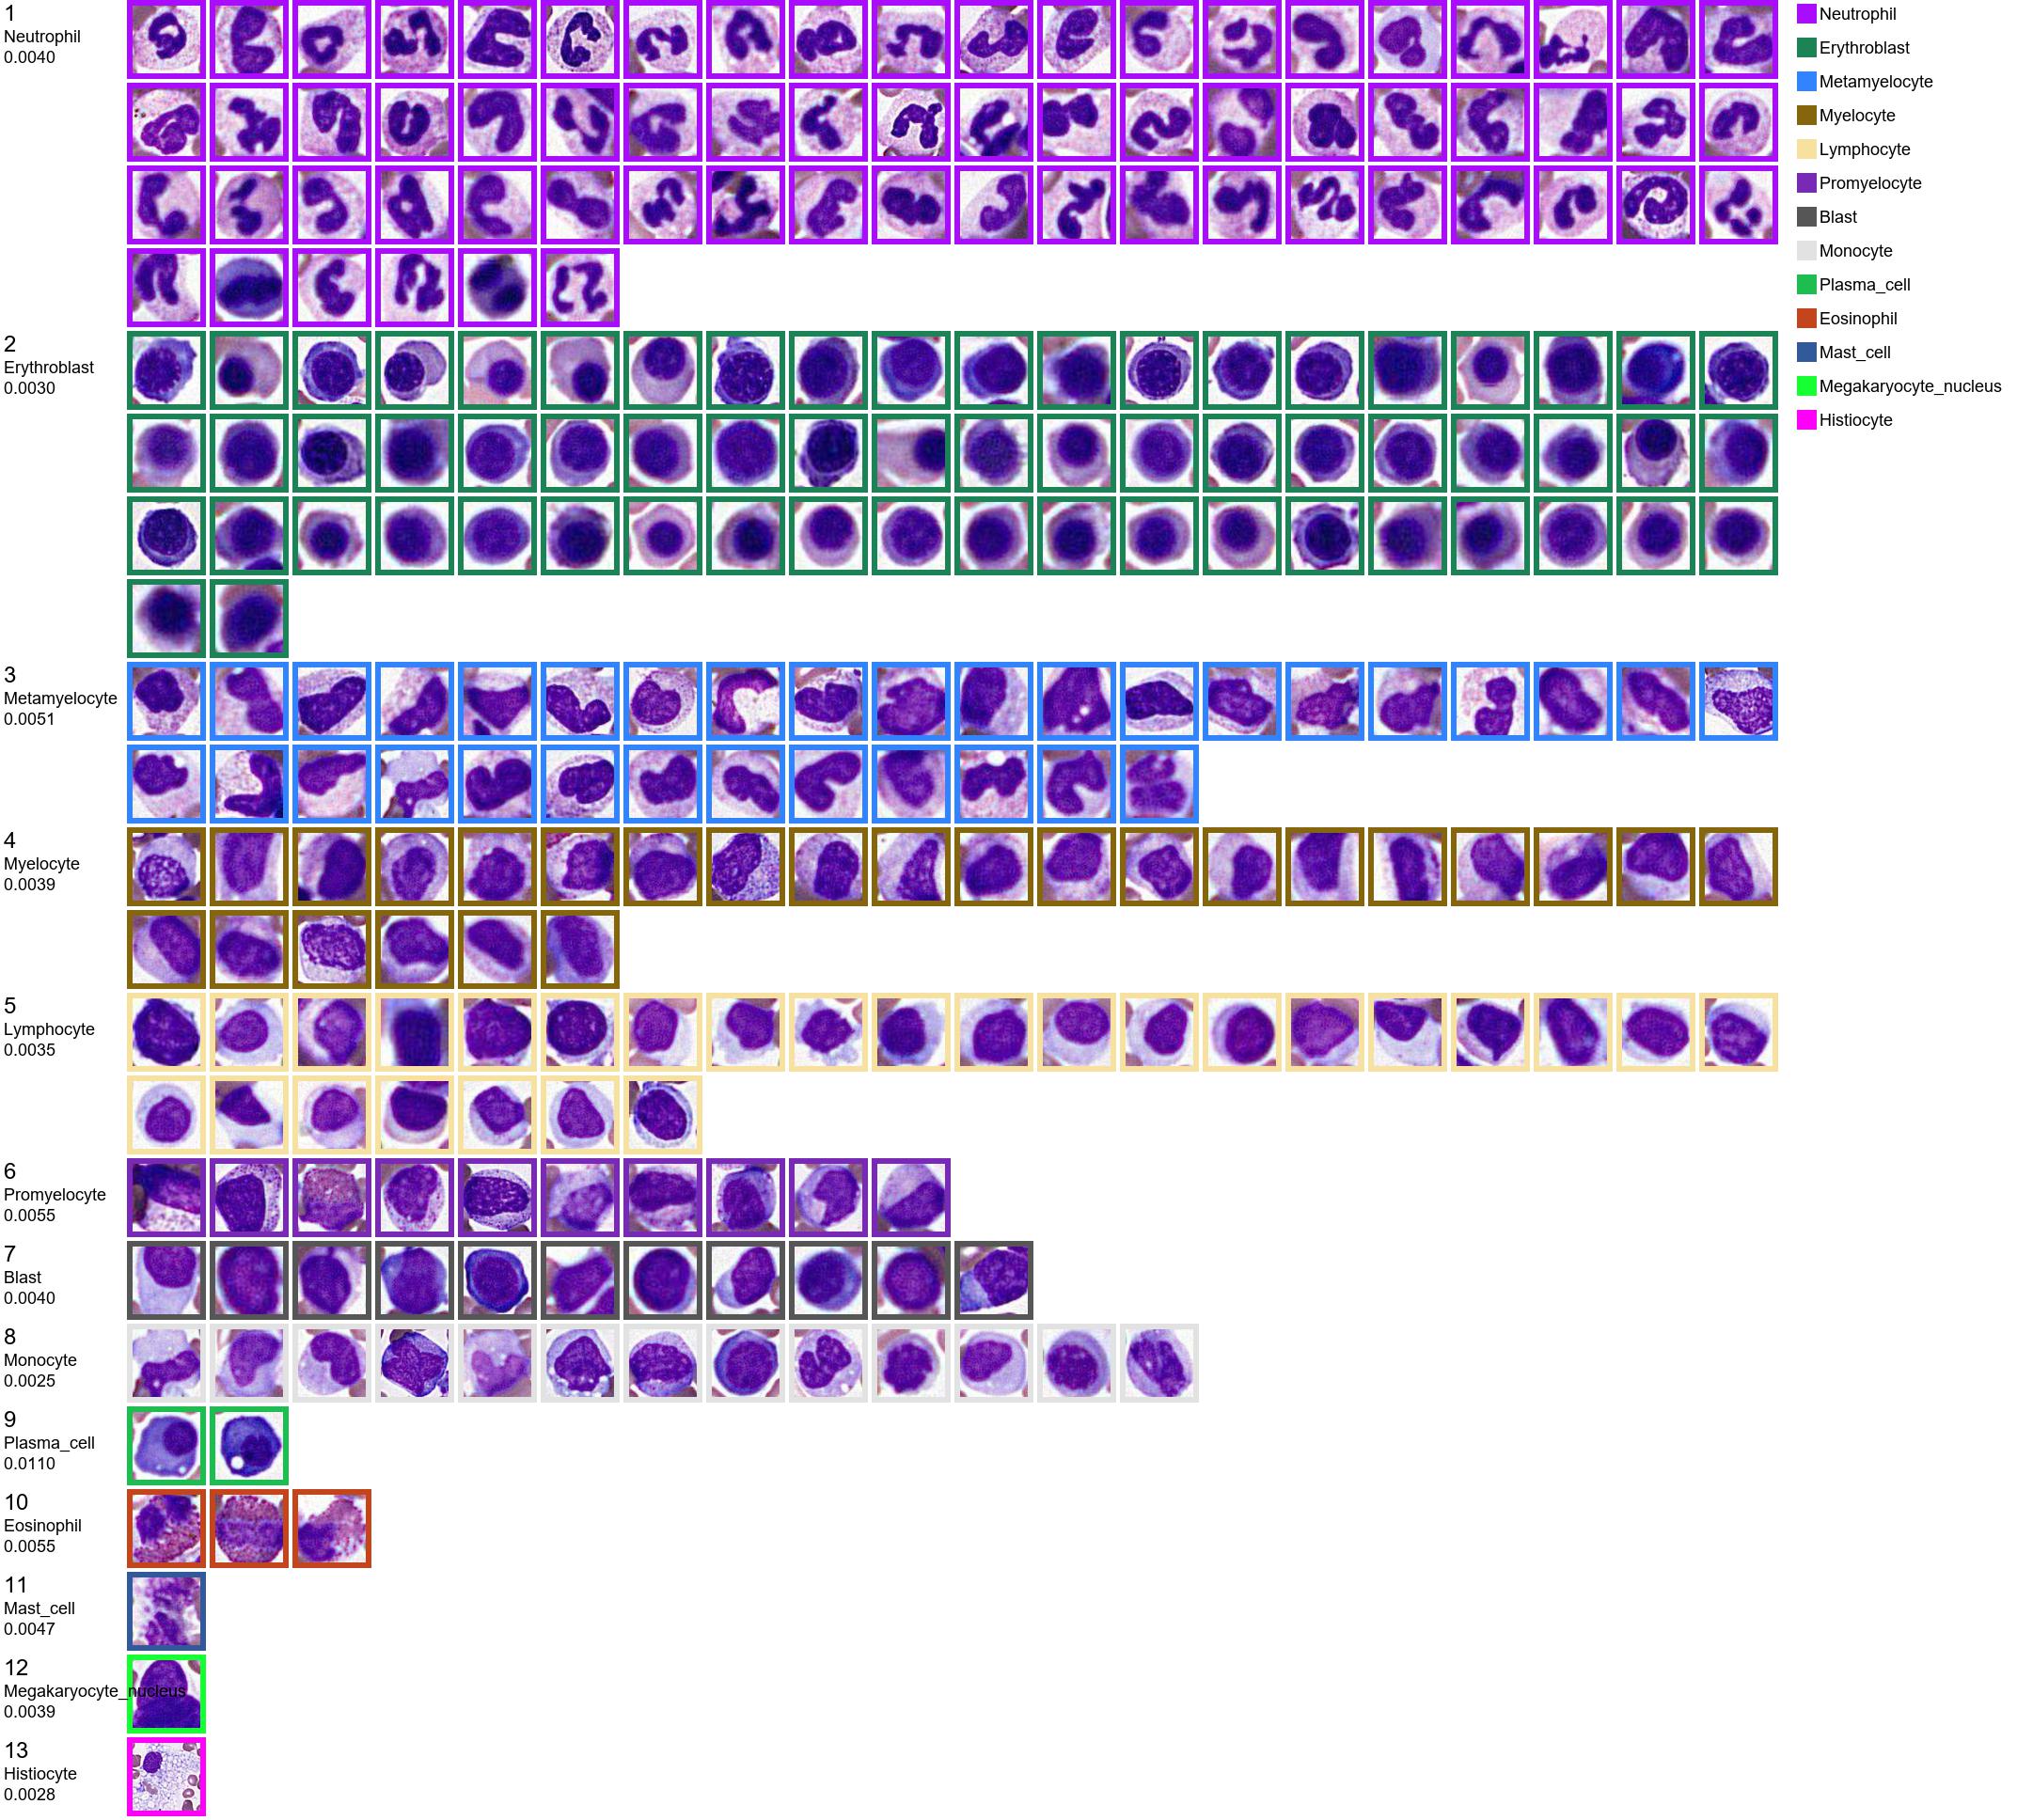 1
Neutrophil
0.0040
2
Erythroblast
0.0030
3
Metamyelocyte
0.0051
4
Myelocyte
0.0039
5
Lymphocyte
0.0035
6
Promyelocyte
0.0055
7
Blast
0.0040
8
Monocyte
0.0025
9
Plasma_cell
0.0110
10
Eosinophil
0.0055
11
Mast_cell
0.0047
12
Megakaryocyte_nucleus
0.0039
13
Histiocyte
0.0028
Neutrophil
Erythroblast
Metamyelocyte
Myelocyte
Lymphocyte
Promyelocyte
Blast
Monocyte
Plasma_cell
Eosinophil
Mast_cell
Megakaryocyte_nucleus
Histiocyte